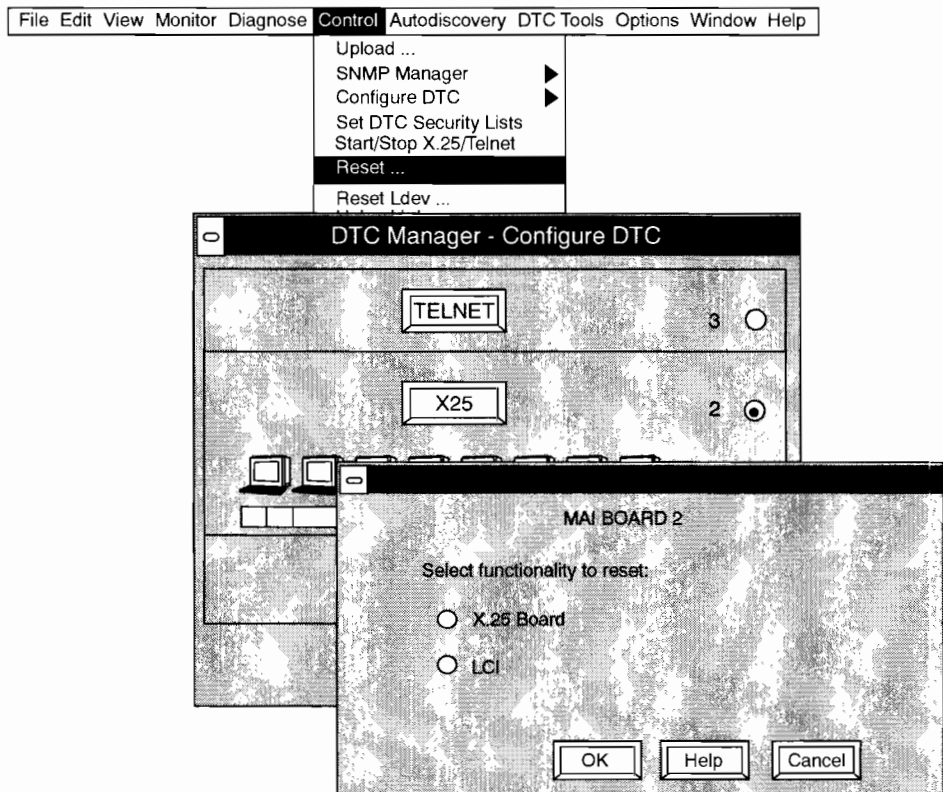 File Edit View Monitor Diagnose Control Autodiscovery DTC Tools Options Window Help
Upload ...
SNMP Manager
Configure DTC
Set DTC Security Lists
Start/Stop X.25/Telnet
Reset ...
Reset Ldev ...
DTC Manager - Configure DTC
TELNET
3
X25
2
MAI BOARD 2
Select functionality to reset:
X.25 Board
LCI
OK Help Cancel